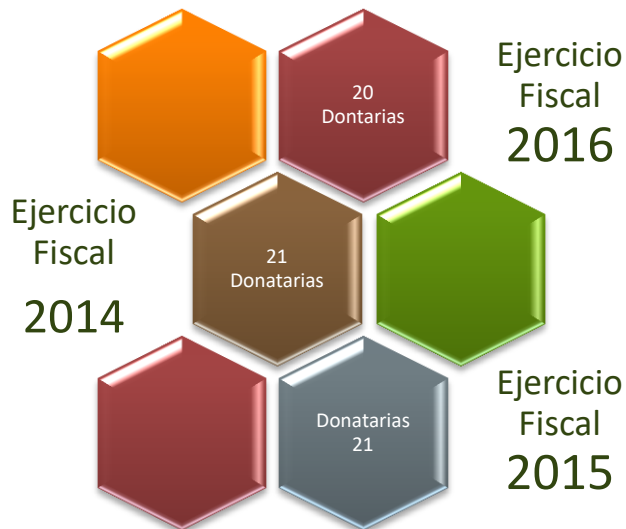 20
Dontarias
Ejercicio
Fiscal
2016
Ejercicio
Fiscal
2014
21
Donatarias
Donatarias
21
Ejercicio
Fiscal
2015